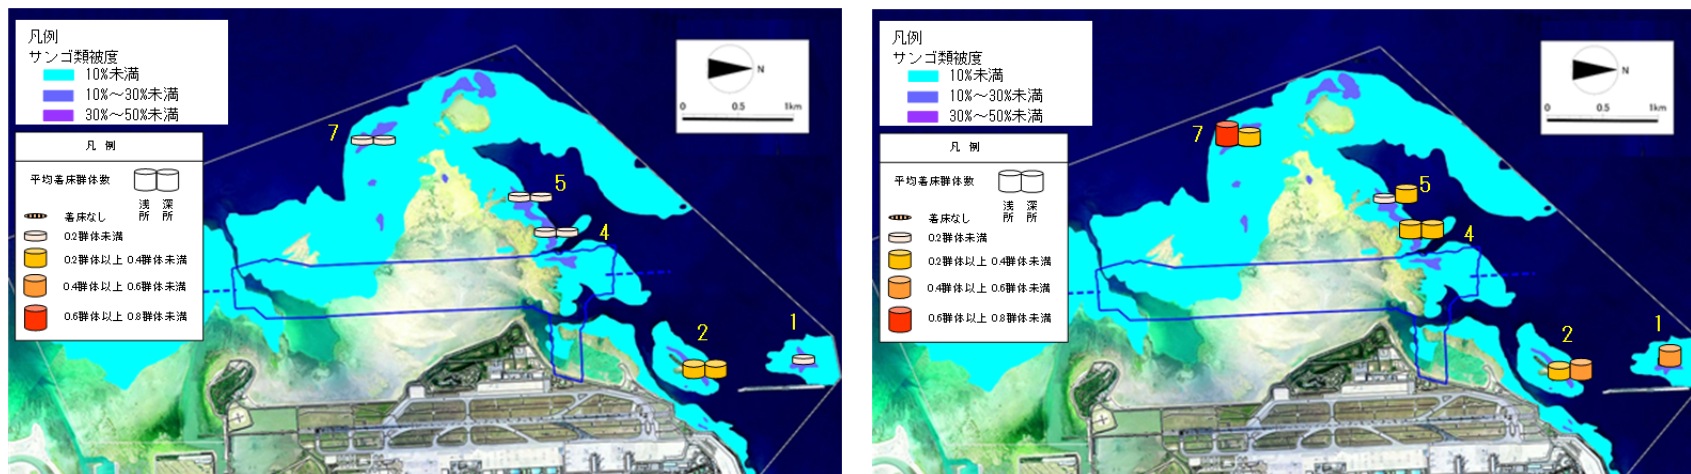 凡例
サンゴ類被度
10%未満
10%～30%未満
30%～50%未満
凡 例
平均着床群体数
浅所
深所
着床なし
0.2群体未満
0.2群体以上 0.4群体未満
0.4群体以上 0.6群体未満
0.6群体以上 0.8群体未満
N
0 0.5 1km
7
5
4
2
1
凡例
サンゴ類被度
10%未満
10%～30%未満
30%～50%未満
凡 例
平均着床群体数
浅所
深所
着床なし
0.2群体未満
0.2群体以上 0.4群体未満
0.4群体以上 0.6群体未満
0.6群体以上 0.8群体未満
N
0 0.5 1km
7
5
4
2
1